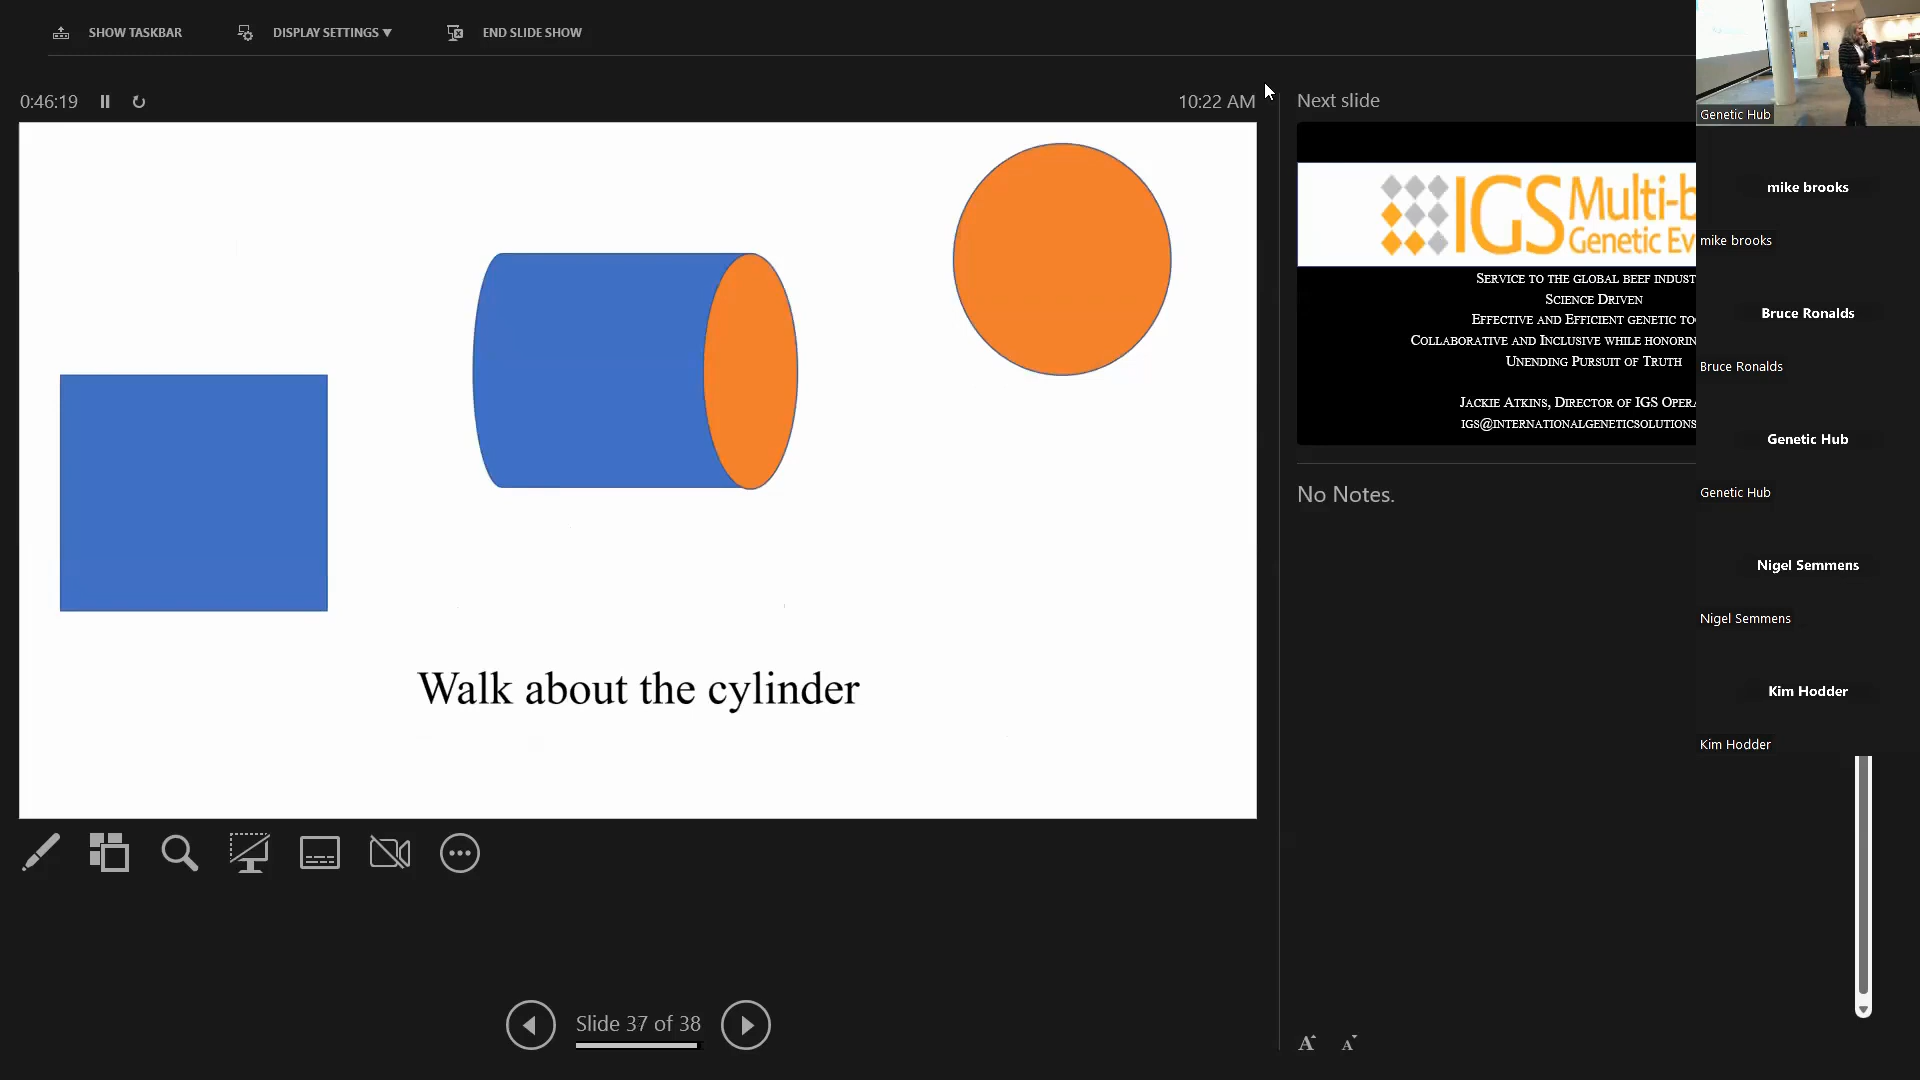 SHOW TASKBAR
DISPLAY SETTINGS ▼
END SLIDE SHOW
0:46:19
10:22 AM
Walk about the cylinder
Slide 37 of 38
Next slide
IGS Multi-b
Genetic Ev
SERVICE TO THE GLOBAL BEEF INDUST
SCIENCE DRIVEN
EFFECTIVE AND EFFICIENT GENETIC TO
COLLABORATIVE AND INCLUSIVE WHILE HONORIN
UNENDING PURSUIT OF TRUTH
JACKIE ATKINS, DIRECTOR OF IGS OPERA
IGS@INTERNATIONALGENETICSOLUTIONS
No Notes.
A A
Genetic Hub
mike brooks
mike brooks
Bruce Ronalds
Bruce Ronalds
Genetic Hub
Genetic Hub
Nigel Semmens
Nigel Semmens
Kim Hodder
Kim Hodder